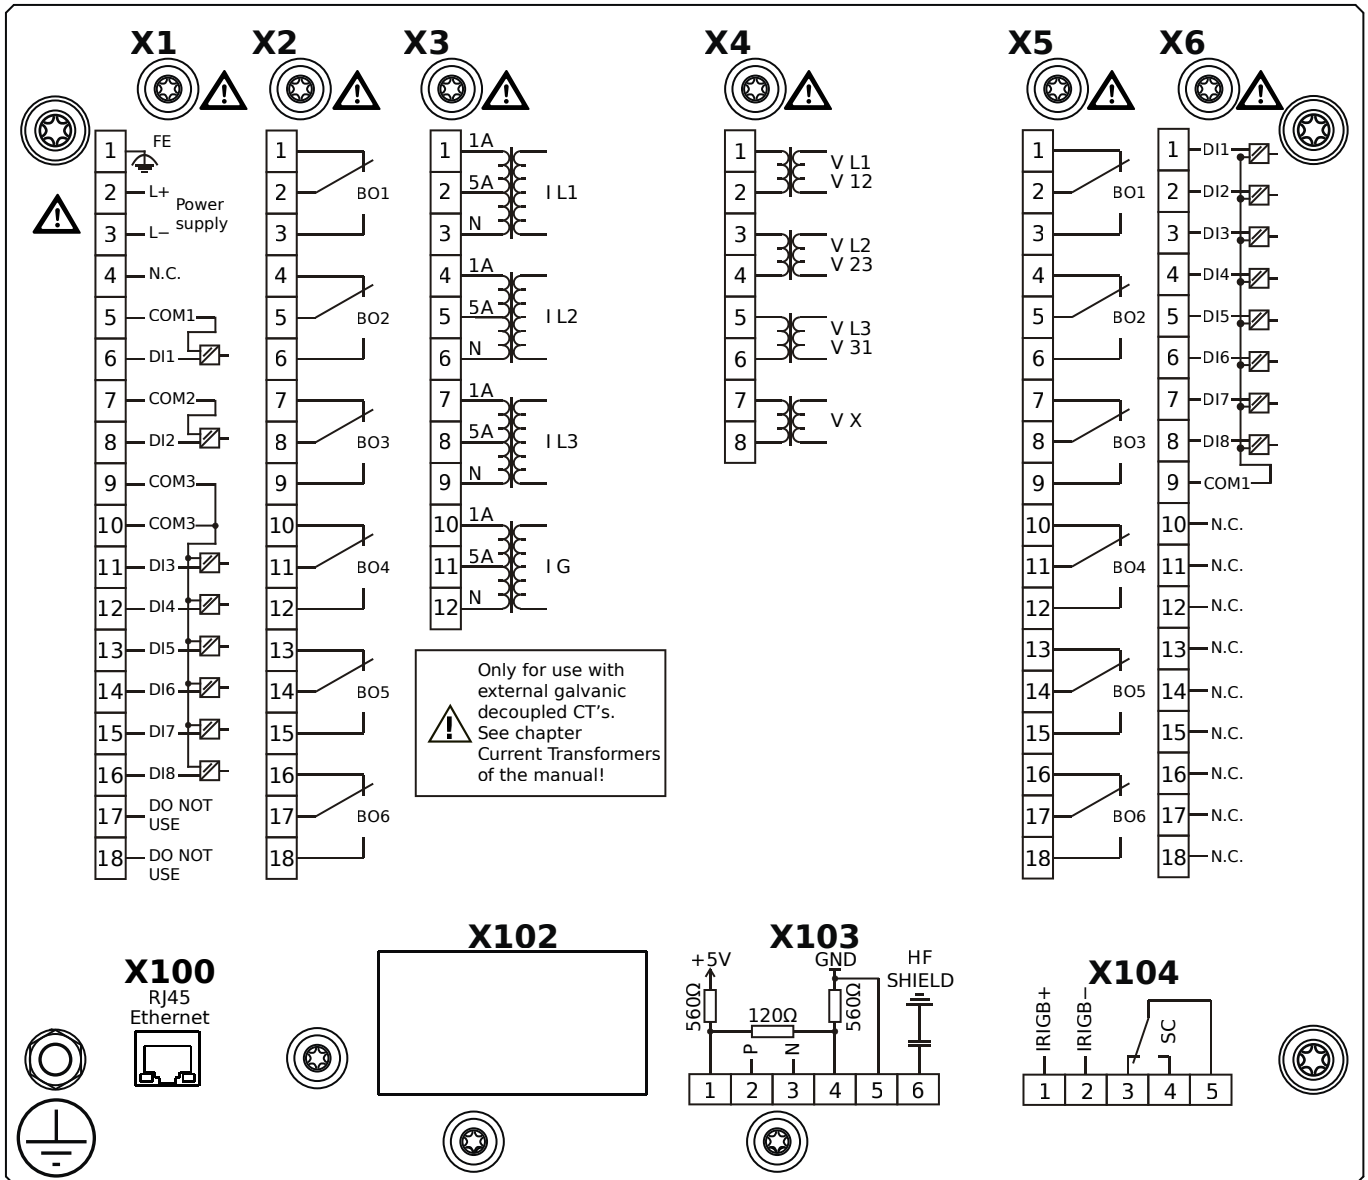 X1 X2 X3 X4 X5 X6
1 FE
2 L+
Power
supply
3 L−
4 N.C.
5 COM1
6 DI1
7 COM2
8 DI2
9 COM3
10 COM3
11 DI3
12 DI4
13 DI5
14 DI6
15 DI7
16 DI8
17 DO NOT
USE
18 DO NOT
USE
1
2 BO1
3
4
5 BO2
6
7
8 BO3
9
10
11 BO4
12
13
14 BO5
15
16
17 BO6
18
1 1A
2 5A I L1
3 N
4 1A
5 5A I L2
6 N
7 1A
8 5A I L3
9 N
10 1A
11 5A I G
12 N
Only for use with
external galvanic
decoupled CT's.
See chapter
Current Transformers
of the manual!
1 V L1
2 V 12
3 V L2
4 V 23
5 V L3
6 V 31
7 V X
8
1
2 BO1
3
4
5 BO2
6
7
8 BO3
9
10
11 BO4
12
13
14 BO5
15
16
17 BO6
18
1 DI1
2 DI2
3 DI3
4 DI4
5 DI5
6 DI6
7 DI7
8 DI8
9 COM1
10 N.C.
11 N.C.
12 N.C.
13 N.C.
14 N.C.
15 N.C.
16 N.C.
17 N.C.
18 N.C.
X100
RJ45
Ethernet
X102
X103
+5V GND HF
SHIELD
560Ω 120Ω 560Ω
P N
1 2 3 4 5 6
X104
IRIGB+ IRIGB− SC
1 2 3 4 5